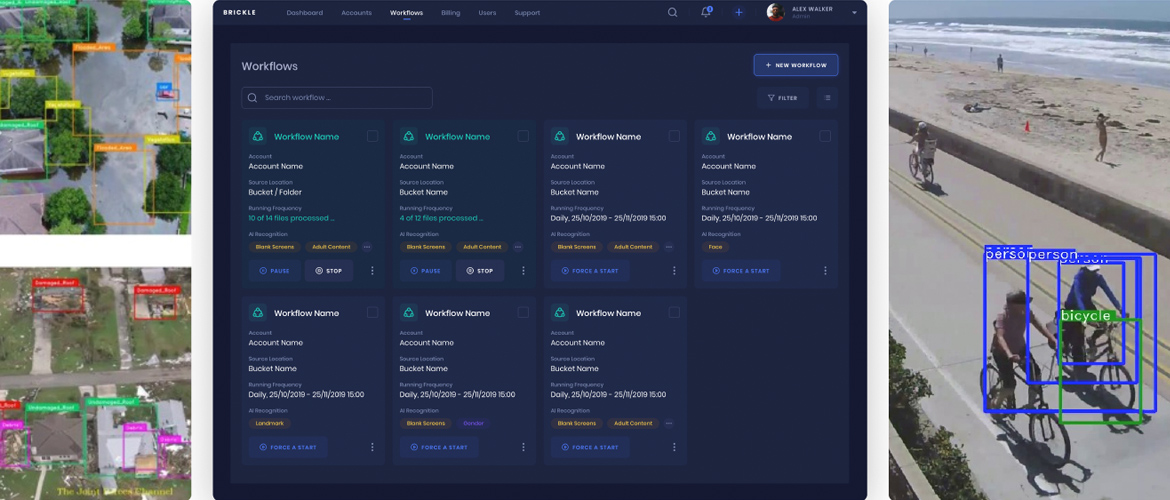 BRICKLE
Dashboard
Accounts
Workflows
Billing
Users
Support
ALEX WALKER
Admin
Workflows
+ NEW WORKFLOW
Search workflow ...
FILTER
Workflow Name
Account
Account Name
Source Location
Bucket / Folder
Running Frequency
10 of 14 files processed ...
AI Recognition
Blank Screens
Adult Content
PAUSE
STOP
Workflow Name
Account
Account Name
Source Location
Bucket Name
Running Frequency
4 of 12 files processed ...
AI Recognition
Blank Screens
Adult Content
PAUSE
STOP
Workflow Name
Account
Account Name
Source Location
Bucket Name
Running Frequency
Daily, 25/10/2019 - 25/11/2019 15:00
AI Recognition
Blank Screens
Adult Content
FORCE A START
Workflow Name
Account
Account Name
Source Location
Bucket Name
Running Frequency
Daily, 25/10/2019 - 25/11/2019 15:00
AI Recognition
Face
FORCE A START
Workflow Name
Account
Account Name
Source Location
Bucket Name
Running Frequency
Daily, 25/10/2019 - 25/11/2019 15:00
AI Recognition
Landmark
FORCE A START
Workflow Name
Account
Account Name
Source Location
Bucket Name
Running Frequency
Daily, 25/10/2019 - 25/11/2019 15:00
AI Recognition
Blank Screens
Gender
FORCE A START
Workflow Name
Account
Account Name
Source Location
Bucket Name
Running Frequency
Daily, 25/10/2019 - 25/11/2019 15:00
AI Recognition
Blank Screens
Adult Content
FORCE A START
Flooded_Area
Vegetation
Flooded_Area
Vegetation
Damaged_Roof
Damaged_Roof
Undamaged_Roof
Undamaged_Roof
Debris
Debris
Debris
The Joint Forces Channel
person
person
bicycle